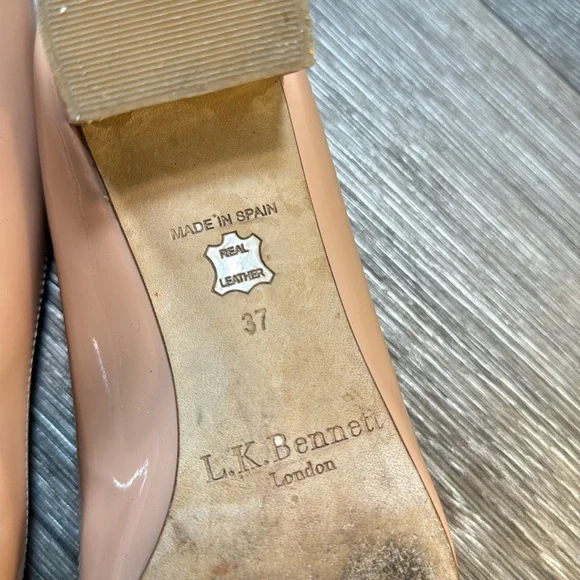 MADE IN SPAIN
REAL
LEATHER
37
L.K.Bennett
London